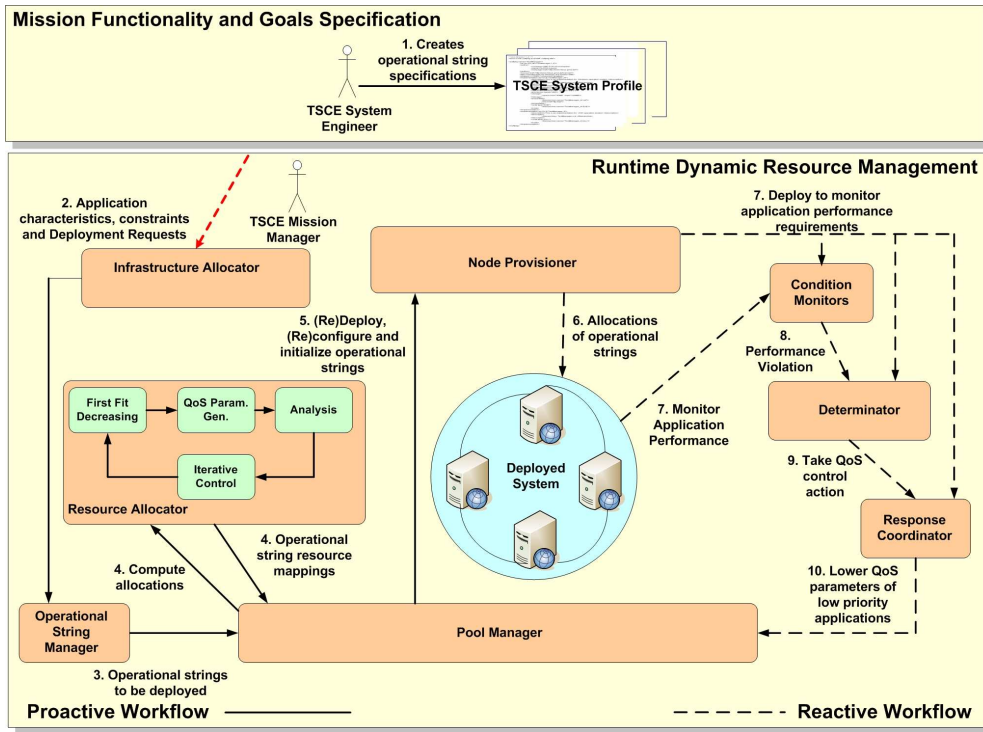 Mission Functionality and Goals Specification
1. Creates
operational string
specifications
TSCE System Profile
TSCE System
Engineer
Runtime Dynamic Resource Management
2. Application
characteristics, constraints
and Deployment Requests
TSCE Mission
Manager
7. Deploy to monitor
application performance
requirements
Infrastructure Allocator
Node Provisioner
Condition
Monitors
5. (Re)Deploy,
(Re)configure and
initialize operational
strings
6. Allocations
of operational
strings
8.
Performance
Violation
First Fit
Decreasing
QoS Param.
Gen.
Analysis
Iterative
Control
Resource Allocator
Deployed
System
7. Monitor
Application
Performance
Determinator
9. Take QoS
control
action
Response
Coordinator
4. Compute
allocations
4. Operational
string resource
mappings
10. Lower QoS
parameters of
low priority
applications
Operational
String
Manager
Pool Manager
3. Operational strings
to be deployed
Proactive Workflow
Reactive Workflow